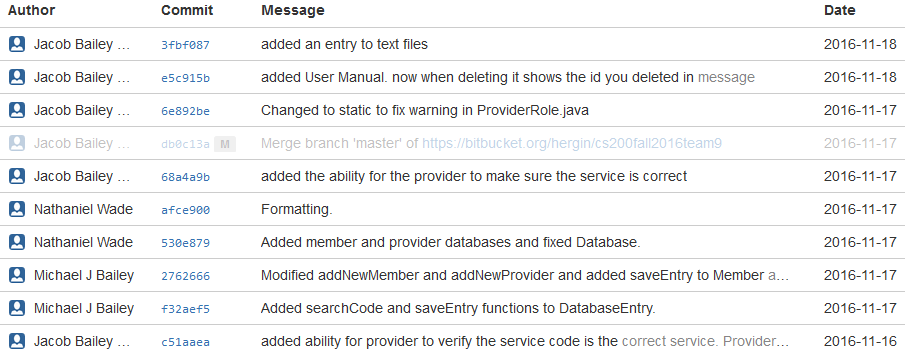 Author Commit Message Date
Jacob Bailey ... 3fbf087 added an entry to text files 2016-11-18
Jacob Bailey ... e5c915b added User Manual. now when deleting it shows the id you deleted in message 2016-11-18
Jacob Bailey ... 6e892be Changed to static to fix warning in ProviderRole.java 2016-11-17
Jacob Bailey ... db0c13a M Merge branch 'master' of https://bitbucket.org/hergin/cs200fall2016team9 2016-11-17
Jacob Bailey ... 68a4a9b added the ability for the provider to make sure the service is correct 2016-11-17
Nathaniel Wade afce900 Formatting. 2016-11-17
Nathaniel Wade 530e879 Added member and provider databases and fixed Database. 2016-11-17
Michael J Bailey 2762666 Modified addNewMember and addNewProvider and added saveEntry to Member a... 2016-11-17
Michael J Bailey f32aef5 Added searchCode and saveEntry functions to DatabaseEntry. 2016-11-17
Jacob Bailey ... c51aaea added ability for provider to verify the service code is the correct service. Provider... 2016-11-16